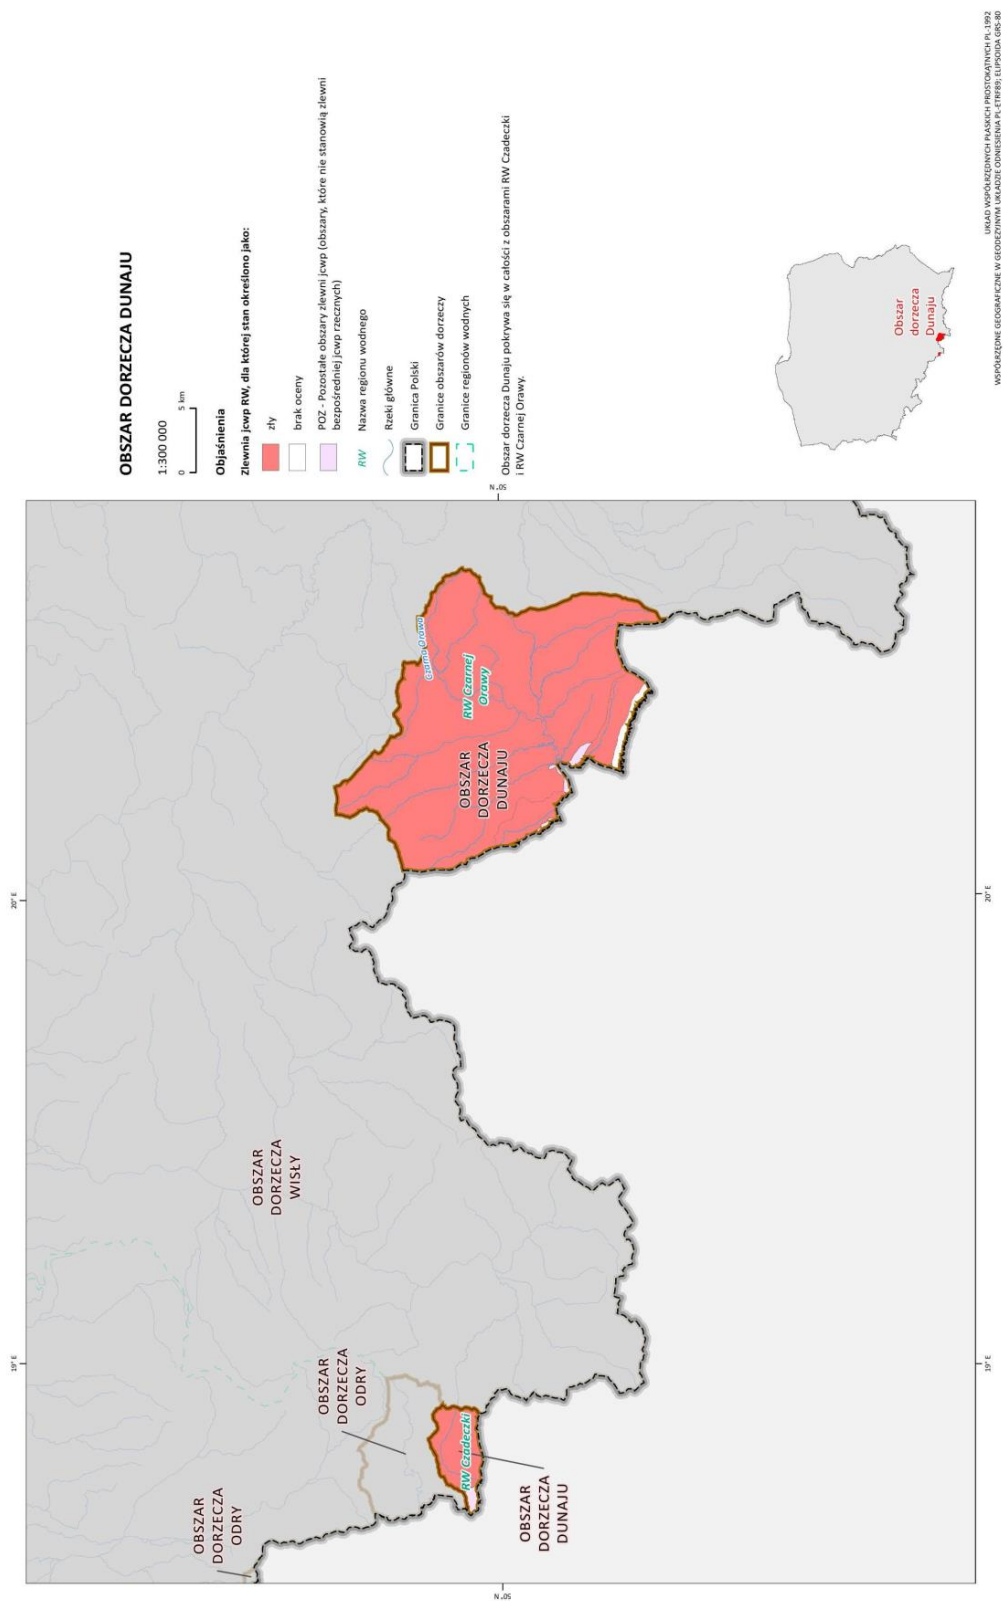 OBSZAR DORZECZA DUNAJU
1:300 000
0 5 km
Objaśnienia
Zlewnia jcwp RW, dla której stan określono jako:
zły
brak oceny
POZ - Pozostałe obszary zlewni jcwp (obszary, które nie stanowią zlewni
bezpośredniej jcwp rzecznych)
RW Nazwa regionu wodnego
Rzeki główne
Granica Polski
Granice obszarów dorzeczy
Granice regionów wodnych
Obszar dorzecza Dunaju pokrywa się w całości z obszarami RW Czadeczki
i RW Czarnej Orawy.
19° E
20° E
OBSZAR
DORZECZA
ODRY
OBSZAR
DORZECZA
ODRY
OBSZAR
DORZECZA
WISŁY
Czarna Orawa
RW Czarnej
Orawy
OBSZAR
DORZECZA
DUNAJU
RW Czadeczki
OBSZAR
DORZECZA
DUNAJU
50° N
50° N
19° E
20° E
Obszar
dorzecza
Dunaju
UKŁAD WSPÓŁRZĘDNYCH PŁASKICH PROSTOKĄTNYCH PL-1992
WSPÓŁRZĘDNE GEOGRAFICZNE W GEODEZYJNYM UKŁADZIE ODNIESIENIA PL-ETRF89; ELIPSOIDA GRS-80